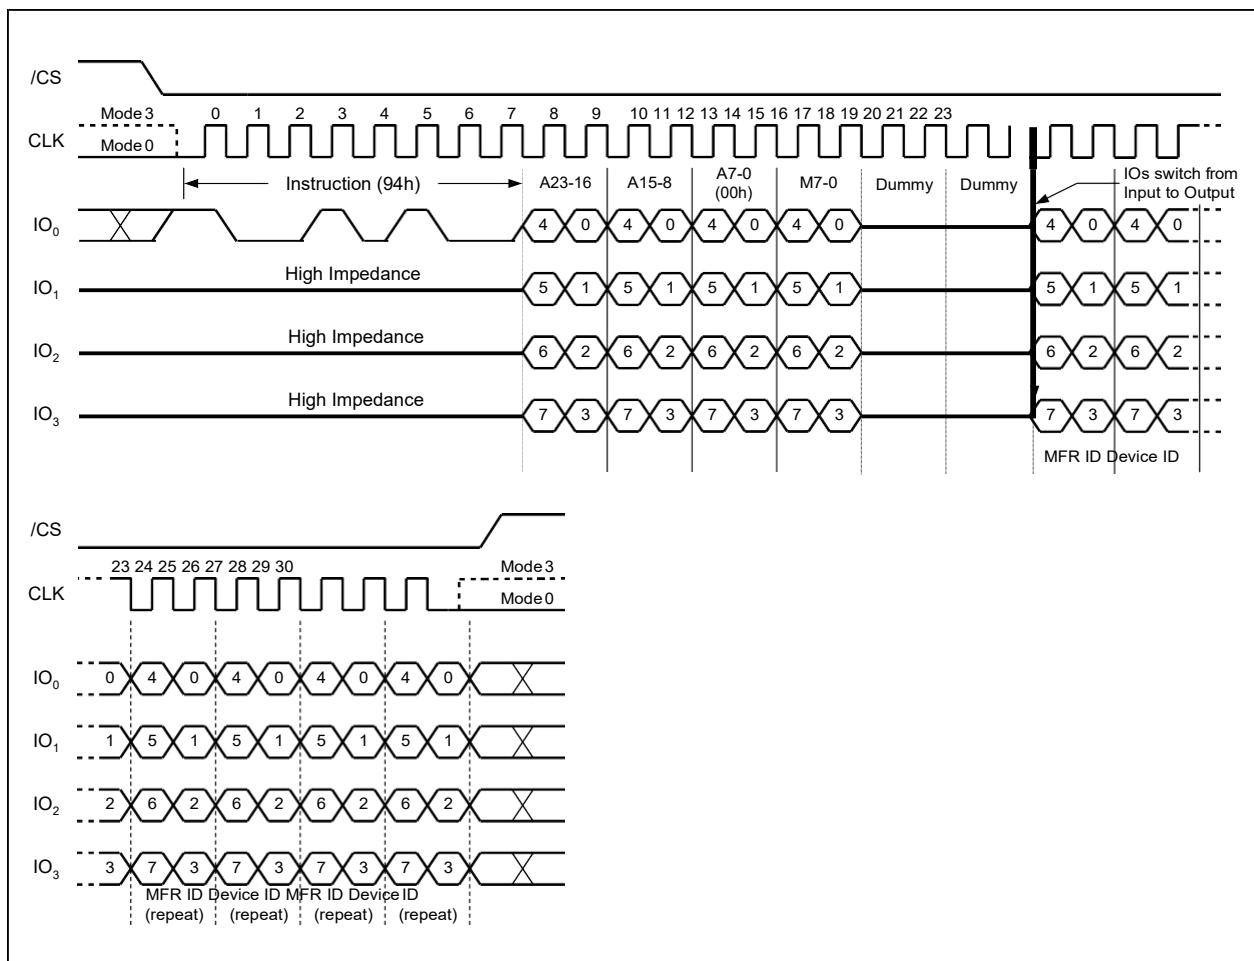 /CS
Mode 3
0 1 2 3 4 5 6 7 8 9 10 11 12 13 14 15 16 17 18 19 20 21 22 23
CLK
Mode 0
Instruction (94h)
A23-16 A15-8 A7-0 M7-0 Dummy Dummy
(00h)
IOs switch from
Input to Output
IO0 4 0 4 0 4 0 4 0 4 0 4 0
High Impedance
IO1 5 1 5 1 5 1 5 1 5 1 5 1
High Impedance
IO2 6 2 6 2 6 2 6 2 6 2 6 2
High Impedance
IO3 7 3 7 3 7 3 7 3 7 3 7 3
MFR ID Device ID
/CS
23 24 25 26 27 28 29 30
Mode 3
CLK
Mode 0
IO0 0 4 0 4 0 4 0 4 0
IO1 1 5 1 5 1 5 1 5 1
IO2 2 6 2 6 2 6 2 6 2
IO3 3 7 3 7 3 7 3 7 3
MFR ID Device ID MFR ID Device ID
(repeat) (repeat) (repeat) (repeat)